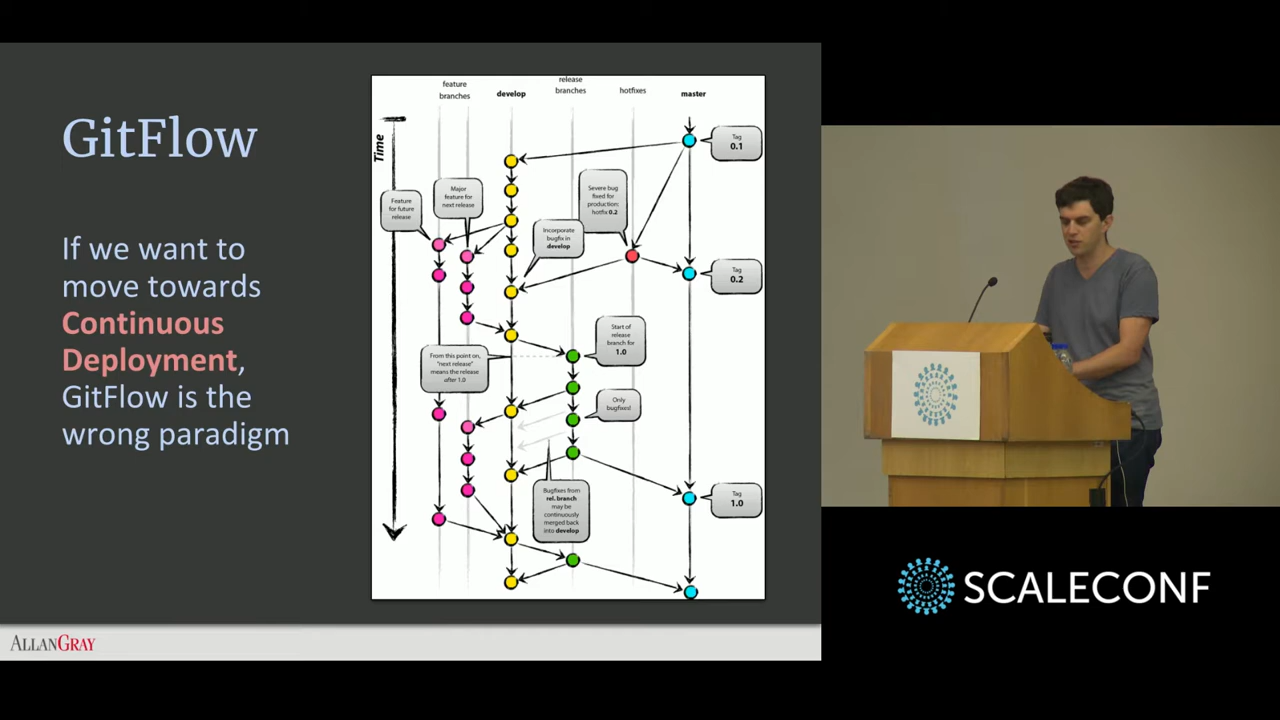 GitFlow
If we want to
move towards
Continuous
Deployment,
GitFlow is the
wrong paradigm
feature
branches
develop
release
branches
hotfixes
master
Time
Tag
0.1
Feature
for future
release
Major
feature for
next release
Severe bug
fixed for
production:
hotfix 0.2
Incorporate
bugfix in
develop
Tag
0.2
Start of
release
branch for
1.0
From this point on,
"next release"
means the release
after 1.0
Only
bugfixes!
Bugfixes from
rel. branch
may be
continuously
merged back
into develop
Tag
1.0
ALLANGRAY
SCALECONF